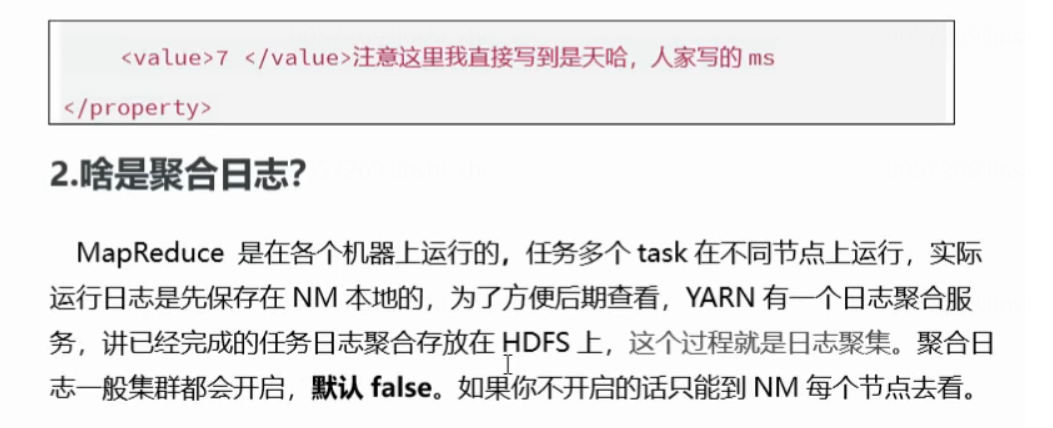 <value>7 </value>注意这里我直接写到是天哈，人家写的 ms
</property>
2.啥是聚合日志？
MapReduce 是在各个机器上运行的，任务多个 task 在不同节点上运行，实际
运行日志是先保存在 NM 本地的，为了方便后期查看，YARN 有一个日志聚合服
务，讲已经完成的任务日志聚合存放在 HDFS 上，这个过程就是日志聚集。聚合日
志一般集群都会开启，默认 false。如果你不开启的话只能到 NM 每个节点去看。